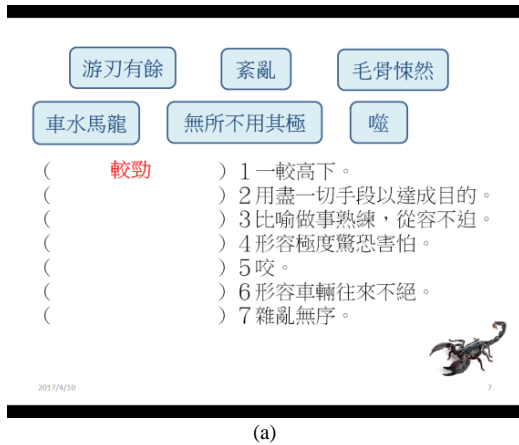 游刃有餘 紊亂 毛骨悚然
車水馬龍 無所不用其極 噬
( 較勁 ) 1 一較高下。
( ) 2 用盡一切手段以達成目的。
( ) 3 比喻做事熟練，從容不迫。
( ) 4 形容極度驚恐害怕。
( ) 5 咬。
( ) 6 形容車輛往來不絕。
( ) 7 雜亂無序。
2017/4/10 7
(a)